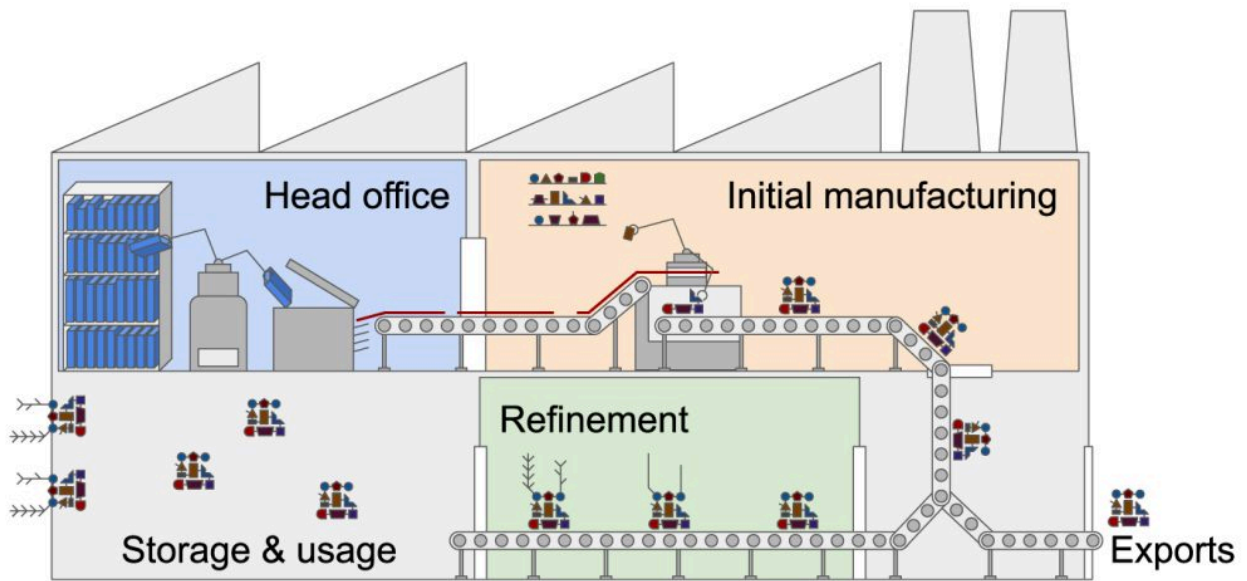 Head office
Initial manufacturing
Refinement
Storage & usage
Exports